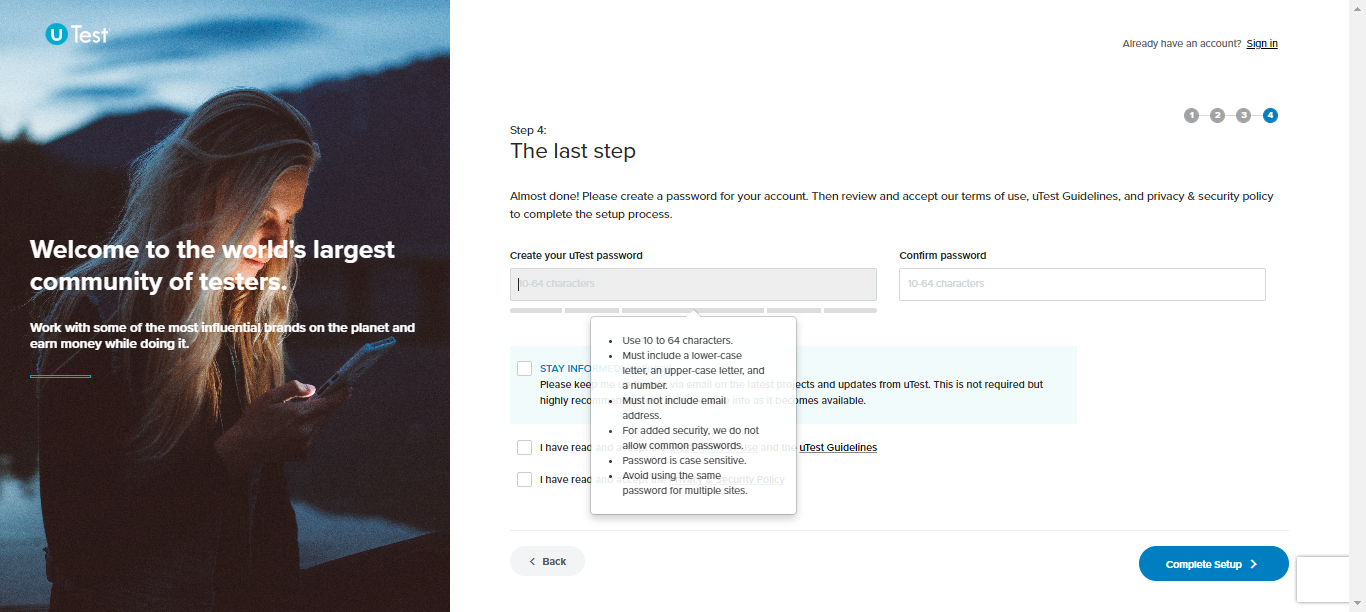 uTest
Already have an account? Sign in
1 2 3 4
Step 4:
The last step
Almost done! Please create a password for your account. Then review and accept our terms of use, uTest Guidelines, and privacy & security policy
to complete the setup process.
Welcome to the world's largest
community of testers.
Work with some of the most influential brands on the planet and
earn money while doing it.
Create your uTest password
10-64 characters
Confirm password
10-64 characters
Use 10 to 64 characters.
Must include a lower-case
letter, an upper-case letter, and
a number.
Must not include email
address.
For added security, we do not
allow common passwords.
Password is case sensitive.
Avoid using the same
password for multiple sites.
STAY INFORMED
Please keep me via email on the latest projects and updates from uTest. This is not required but
highly info as it becomes available.
I have read and and the uTest Guidelines
I have read and Security Policy
Back
Complete Setup